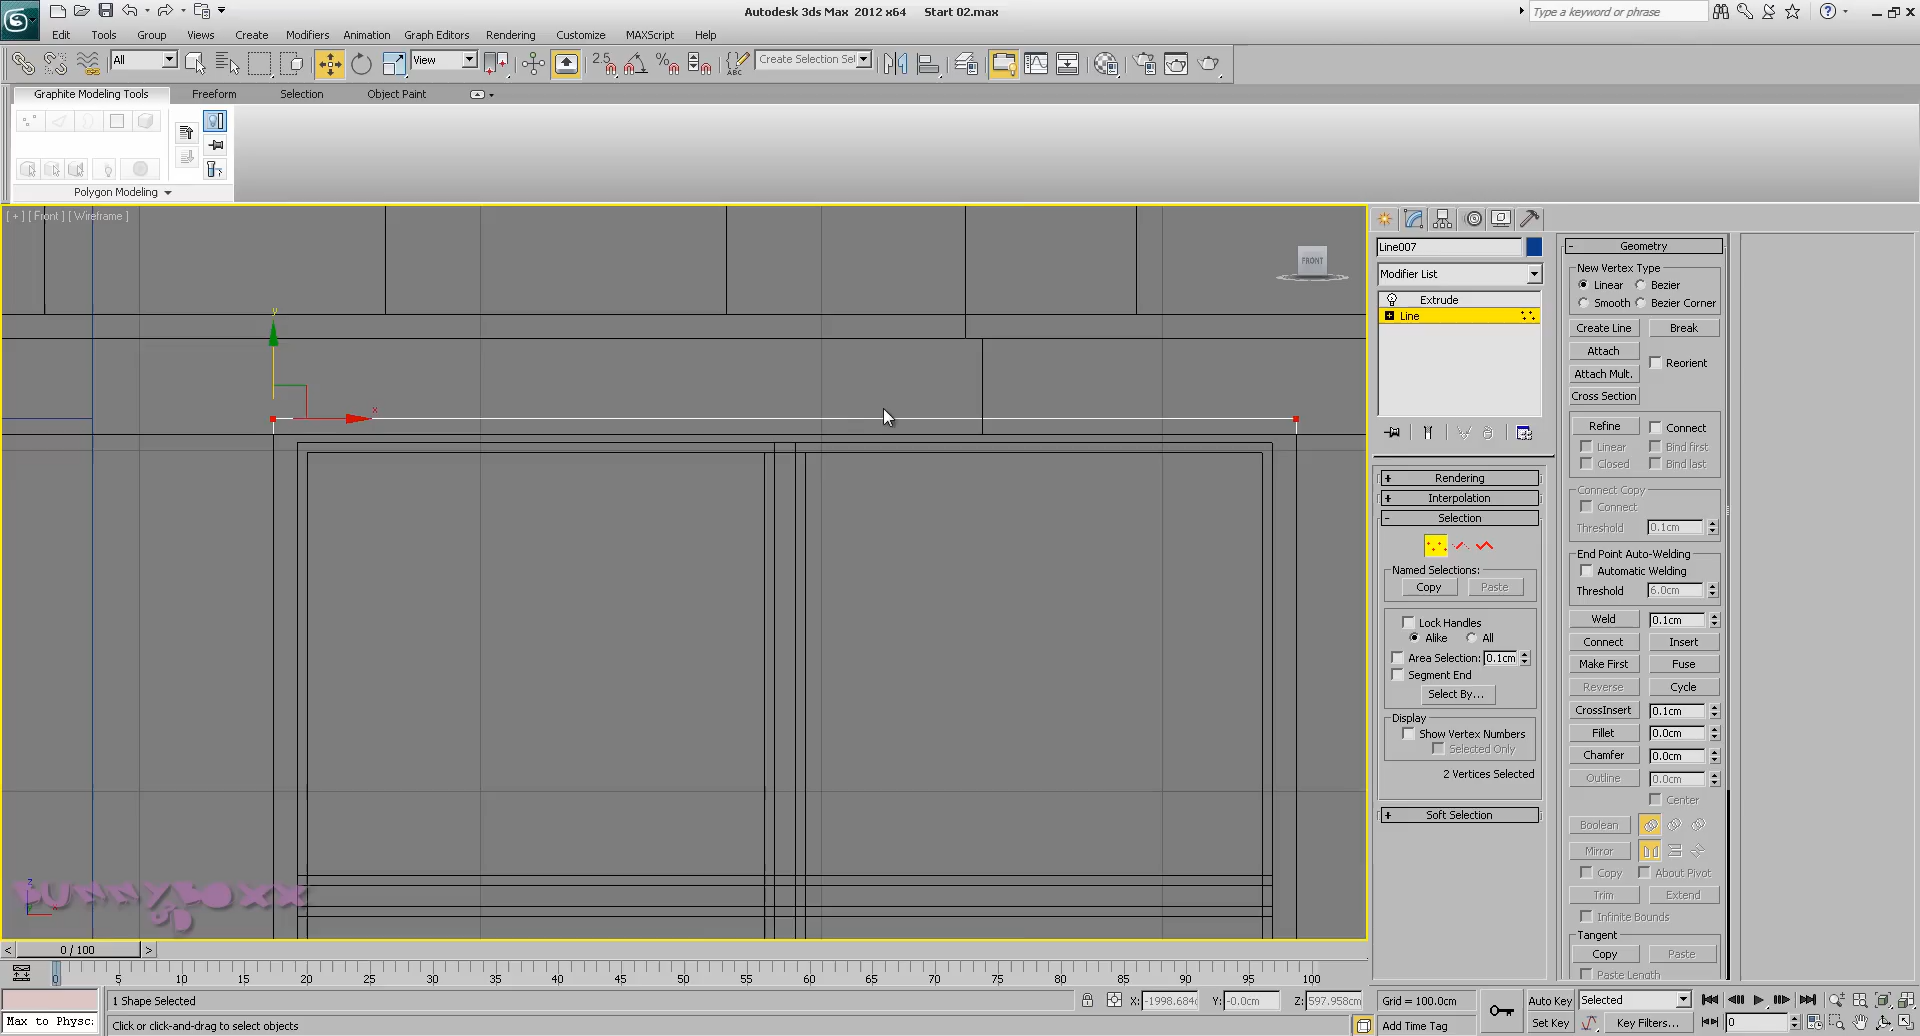 Autodesk 3ds Max 2012 x64 Start 02.max
Type a keyword or phrase
Edit Tools Group Views Create Modifiers Animation Graph Editors Rendering Customize MAXScript Help
All View 2.5 Create Selection Se
Graphite Modeling Tools Freeform Selection Object Paint
Polygon Modeling
[ + ] [ Front ] [ Wireframe ]
FRONT
y
x
z
x
Line007
Modifier List
Extrude
Line
+ Rendering
+ Interpolation
- Selection
Named Selections:
Copy Paste
Lock Handles
Alike All
Area Selection: 0.1cm
Segment End
Select By...
Display
Show Vertex Numbers
Selected Only
2 Vertices Selected
+ Soft Selection
- Geometry
New Vertex Type
Linear Bezier
Smooth Bezier Corner
Create Line Break
Attach
Reorient
Attach Mult.
Cross Section
Refine Connect
Linear Bind first
Closed Bind last
Connect Copy
Connect
Threshold 0.1cm
End Point Auto-Welding
Automatic Welding
Threshold 6.0cm
Weld 0.1cm
Connect Insert
Make First Fuse
Reverse Cycle
CrossInsert 0.1cm
Fillet 0.0cm
Chamfer 0.0cm
Outline 0.0cm
Center
Boolean
Mirror
Copy About Pivot
Trim Extend
Infinite Bounds
Tangent
Copy Paste
Paste Length
< 0 / 100 >
0 5 10 15 20 25 30 35 40 45 50 55 60 65 70 75 80 85 90 95 100
1 Shape Selected X: -1998.684 Y: -0.0cm Z: 597.958cm Grid = 100.0cm Auto Key Selected
Max to Physc: Click or click-and-drag to select objects Add Time Tag Set Key Key Filters... 0